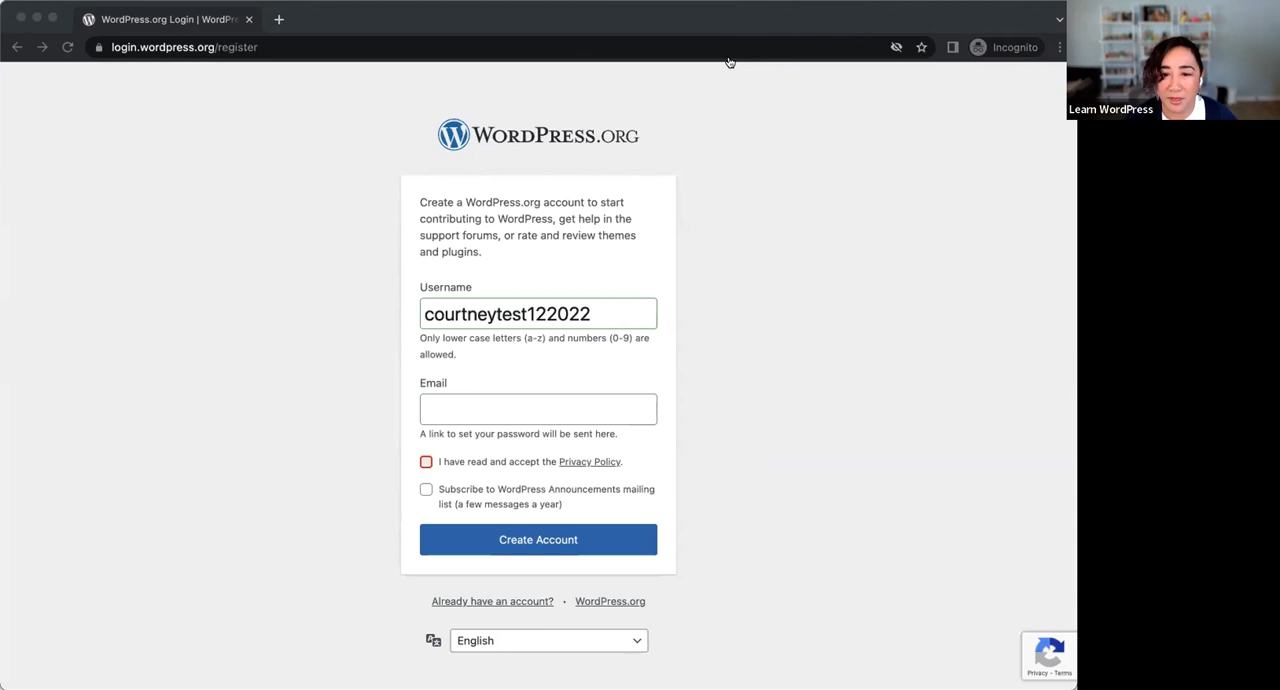 WordPress.org Login | WordPr
login.wordpress.org/register
Incognito
Learn WordPress
WORDPRESS.ORG
Create a WordPress.org account to start
contributing to WordPress, get help in the
support forums, or rate and review themes
and plugins.
Username
courtneytest122022
Only lower case letters (a-z) and numbers (0-9) are
allowed.
Email
A link to set your password will be sent here.
I have read and accept the Privacy Policy.
Subscribe to WordPress Announcements mailing
list (a few messages a year)
Create Account
Already have an account? • WordPress.org
English
Privacy - Terms